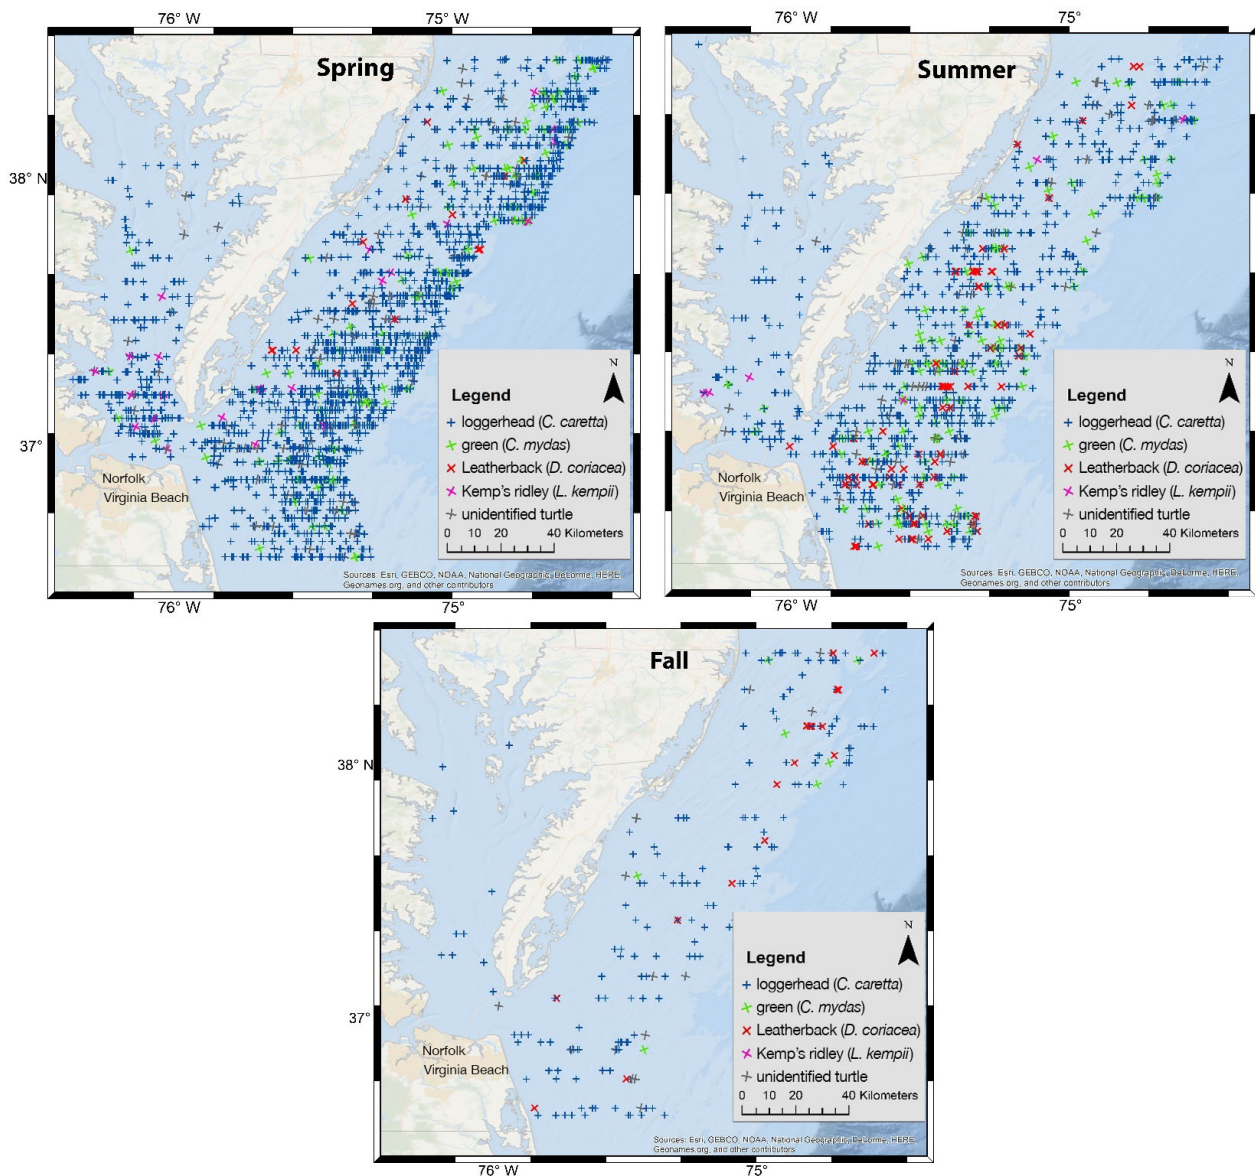 76° W
75° W
76° W
75°
Spring
Summer
38° N
37° N
Legend
loggerhead (C. caretta)
green (C. mydas)
Leatherback (D. coriacea)
Kemp's ridley (L. kempii)
unidentified turtle
0 10 20 40 Kilometers
N
Norfolk
Virginia Beach
Sources: Esri, GEBCO, NOAA, National Geographic, DeLorme, HERE,
Geonames.org, and other contributors
76° W
75°
Legend
loggerhead (C. caretta)
green (C. mydas)
Leatherback (D. coriacea)
Kemp's ridley (L. kempii)
unidentified turtle
0 10 20 40 Kilometers
N
Norfolk
Virginia Beach
Sources: Esri, GEBCO, NOAA, National Geographic, DeLorme, HERE,
Geonames.org, and other contributors
76° W
75°
Fall
38° N
37°
N
Legend
loggerhead (C. caretta)
green (C. mydas)
Leatherback (D. coriacea)
Kemp's ridley (L. kempii)
unidentified turtle
0 10 20 40 Kilometers
Norfolk
Virginia Beach
Sources: Esri, GEBCO, NOAA, National Geographic, DeLorme, HERE,
Geonames.org, and other contributors
76° W
75°